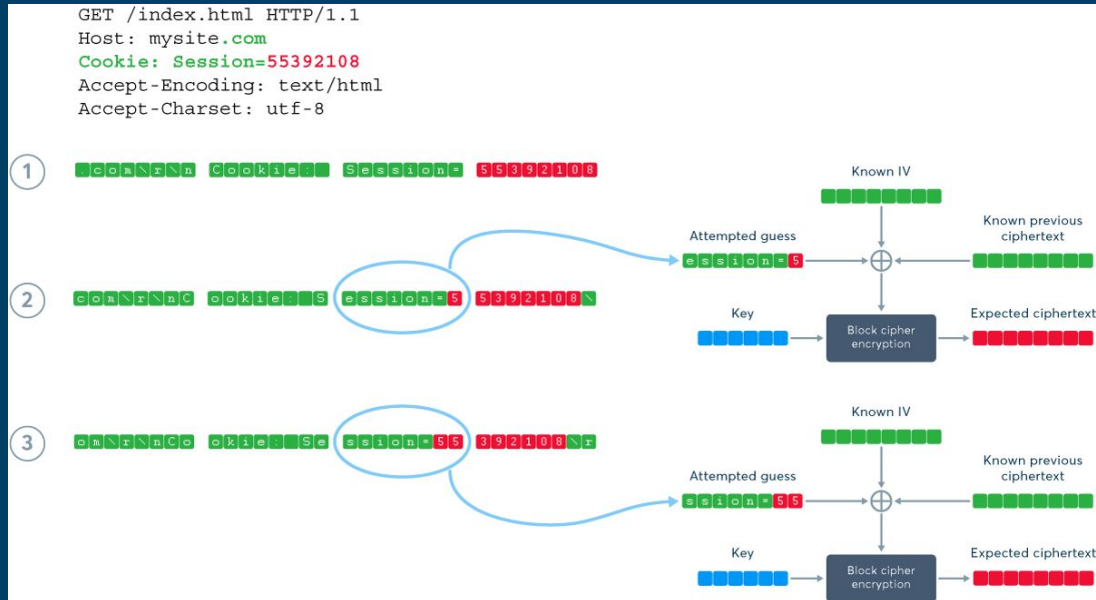 GET /index.html HTTP/1.1
Host: mysite.com
Cookie: Session=55392108
Accept-Encoding: text/html
Accept-Charset: utf-8
1
.com\r\n Cookie: Session= 55392108
Known IV
Attempted guess
Known previous
ciphertext
ession=5
2
com\r\nC ookie: S ession=5 5392108\
Key
Block cipher
encryption
Expected ciphertext
3
om\r\nCo okie: Se ssion=55 392108\r
Known IV
Attempted guess
Known previous
ciphertext
ssion=55
Key
Block cipher
encryption
Expected ciphertext